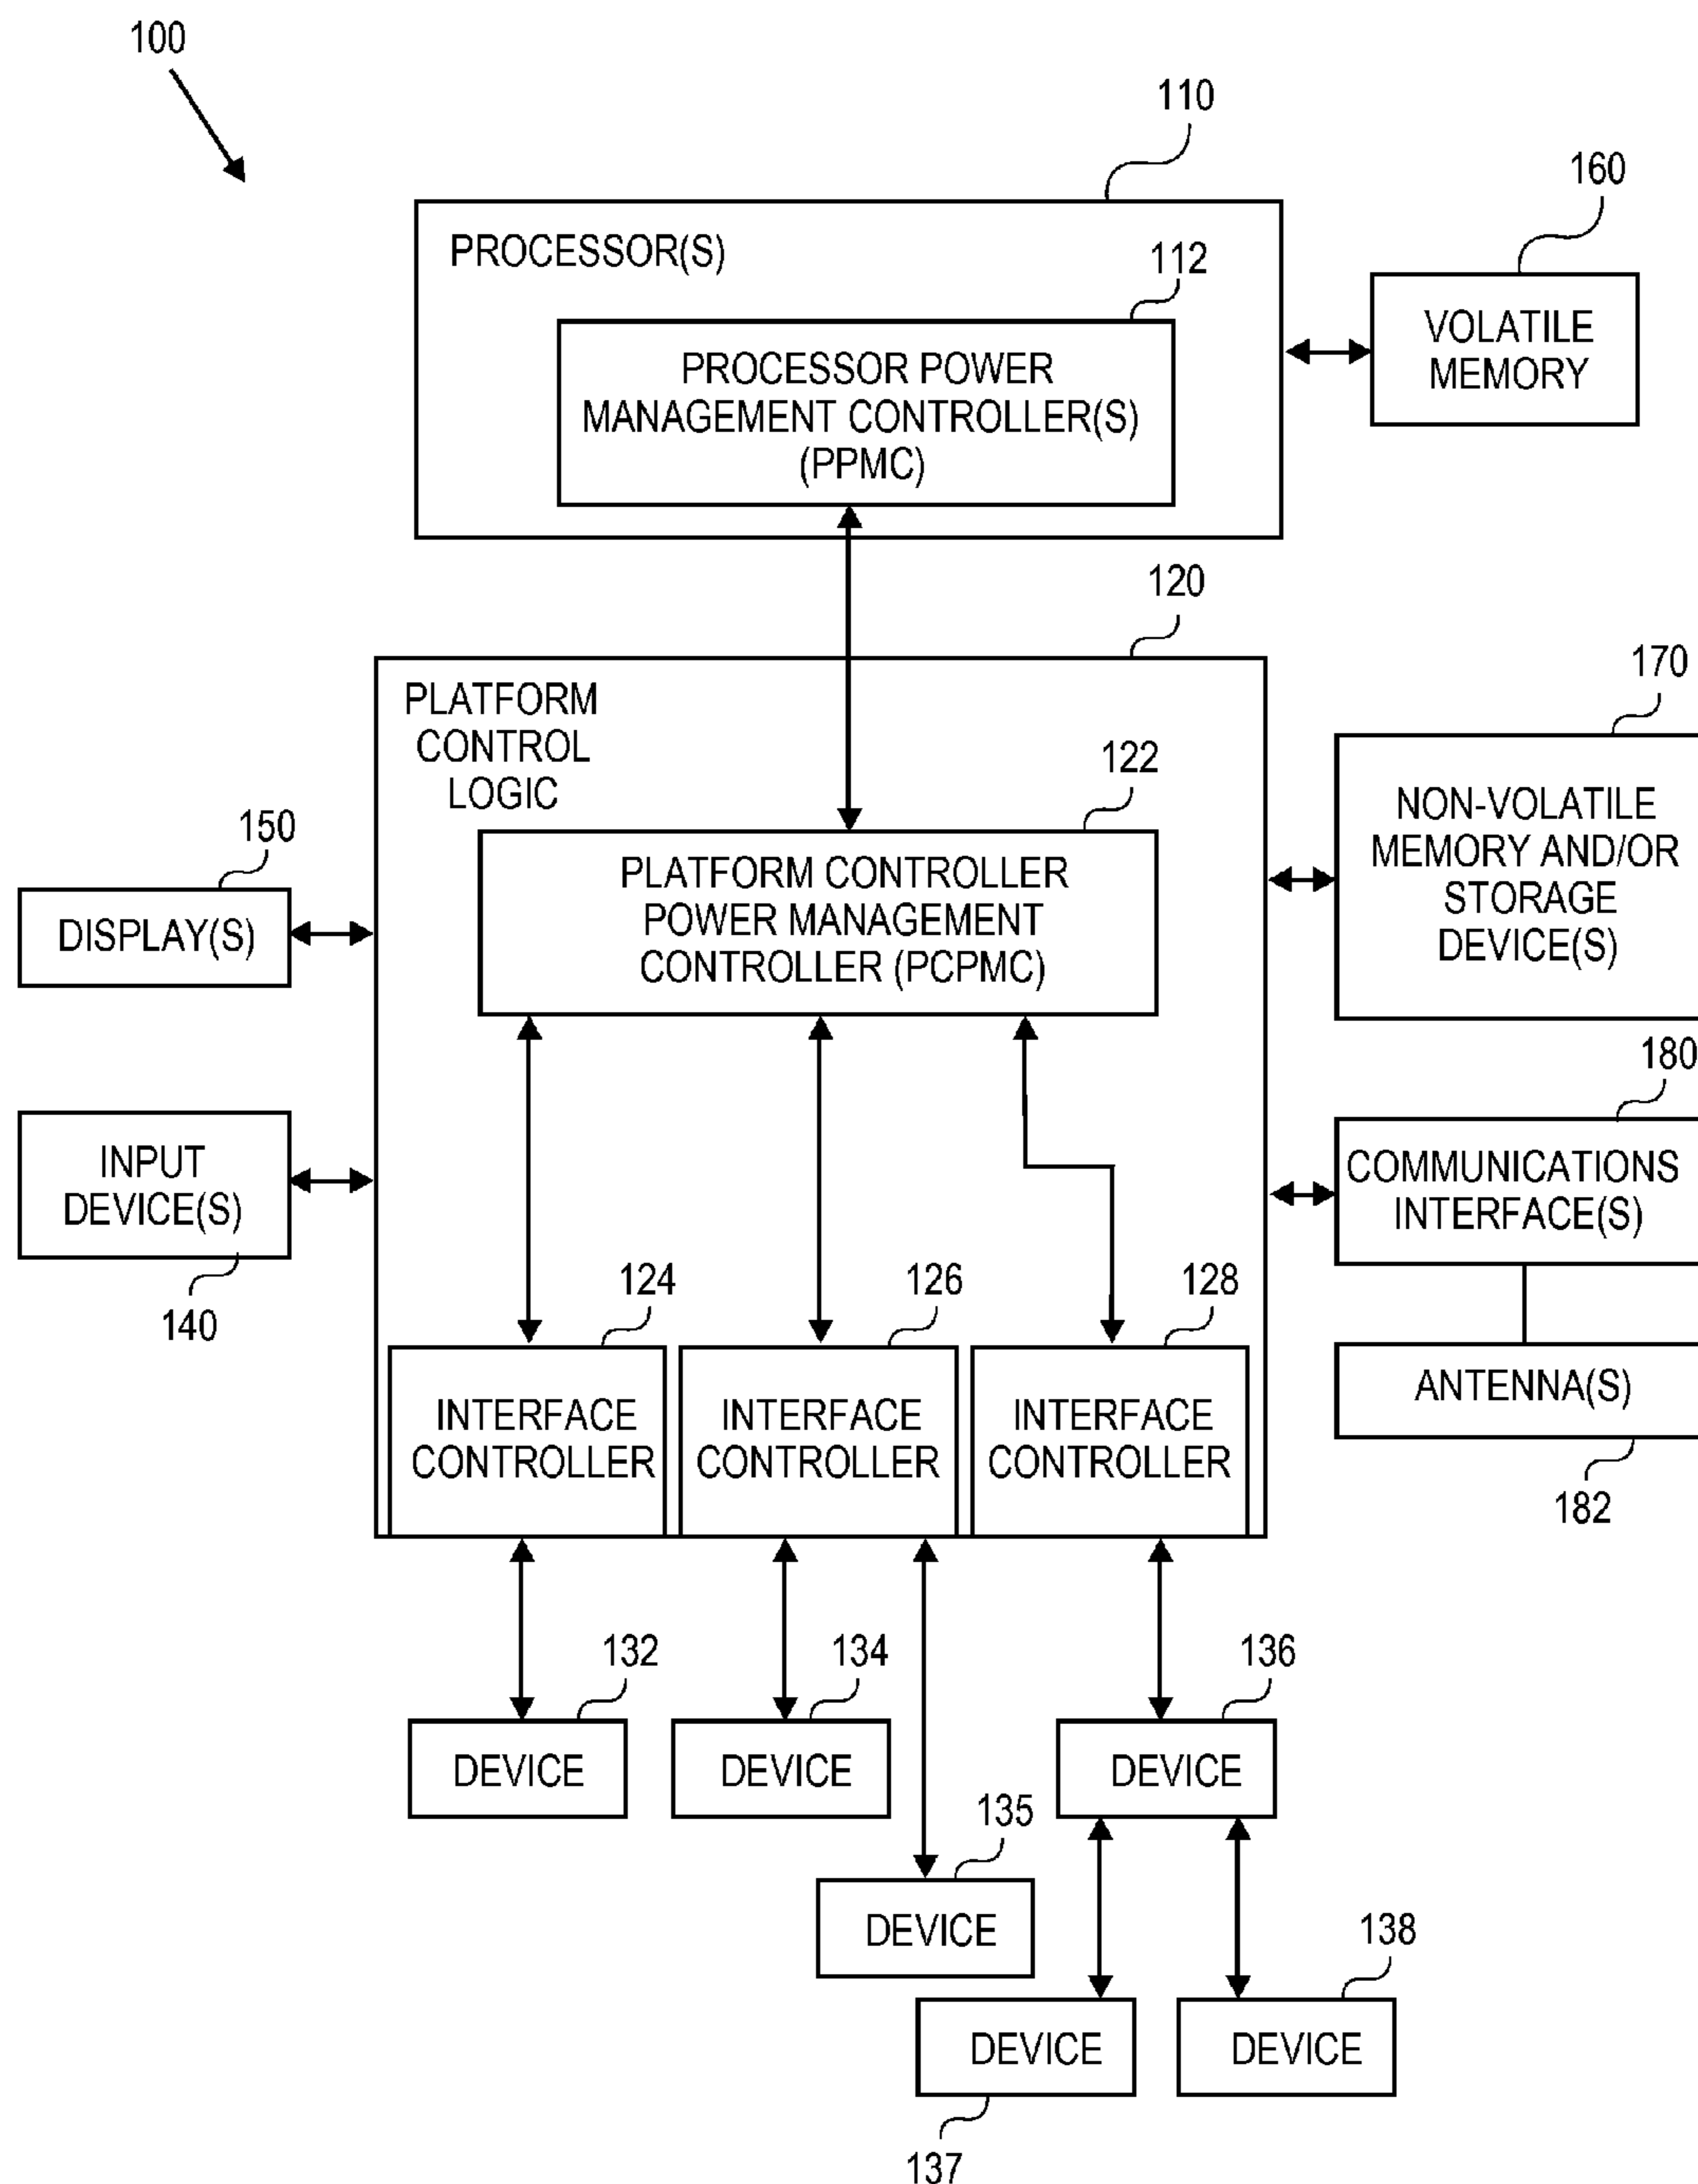 100
110
160
PROCESSOR(S)
112
PROCESSOR POWER
MANAGEMENT CONTROLLER(S)
(PPMC)
VOLATILE
MEMORY
120
170
PLATFORM
CONTROL
LOGIC
122
PLATFORM CONTROLLER
POWER MANAGEMENT
CONTROLLER (PCPMC)
NON-VOLATILE
MEMORY AND/OR
STORAGE
DEVICE(S)
150
DISPLAY(S)
180
INPUT
DEVICE(S)
140
COMMUNICATIONS
INTERFACE(S)
124
126
128
INTERFACE
CONTROLLER
INTERFACE
CONTROLLER
INTERFACE
CONTROLLER
ANTENNA(S)
182
132
134
136
DEVICE
DEVICE
DEVICE
135
DEVICE
138
DEVICE
DEVICE
137